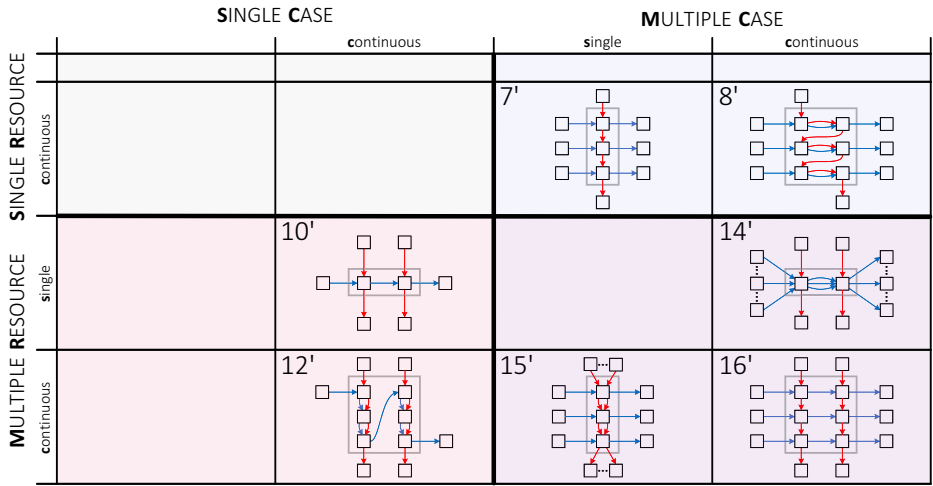 SINGLE CASE
MULTIPLE CASE
continuous
single
continuous
SINGLE RESOURCE
continuous
7'
8'
MULTIPLE RESOURCE
single
10'
14'
continuous
12'
15'
16'